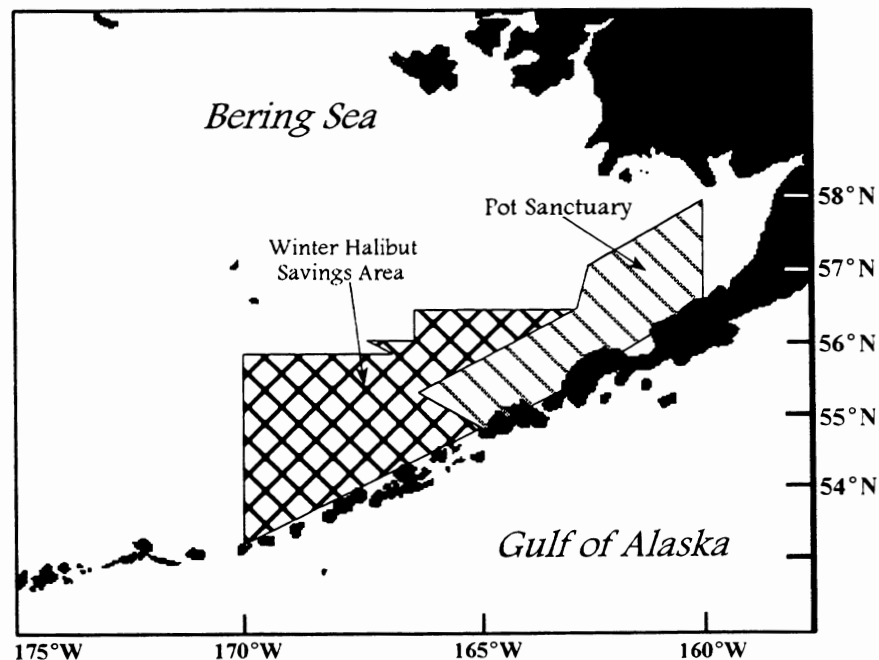 Bering Sea
Pot Sanctuary
Winter Halibut
Savings Area
58°N
57°N
56°N
55°N
54°N
Gulf of Alaska
175°W
170°W
165°W
160°W